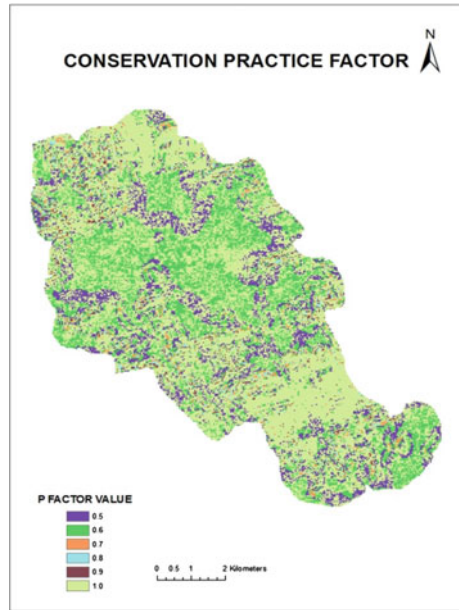 N
CONSERVATION PRACTICE FACTOR
P FACTOR VALUE
0.5
0.6
0.7
0.8
0.9
1.0
0 0.5 1 2 Kilometers